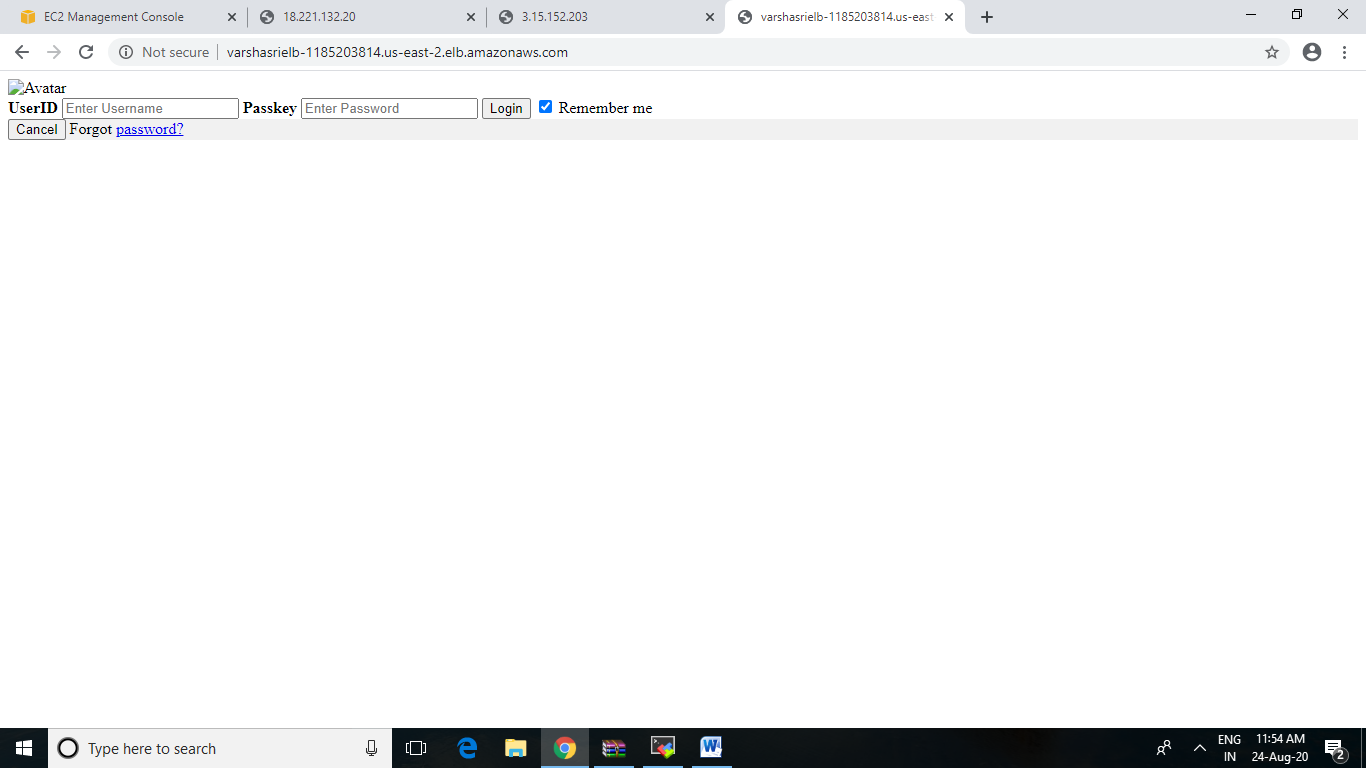 EC2 Management Console
18.221.132.20
3.15.152.203
varshasrielb-1185203814.us-east
Not secure
varshasrielb-1185203814.us-east-2.elb.amazonaws.com
Avatar
UserID Enter Username Passkey Enter Password Login Remember me
Cancel Forgot password?
Type here to search
ENG
IN
11:54 AM
24-Aug-20
2